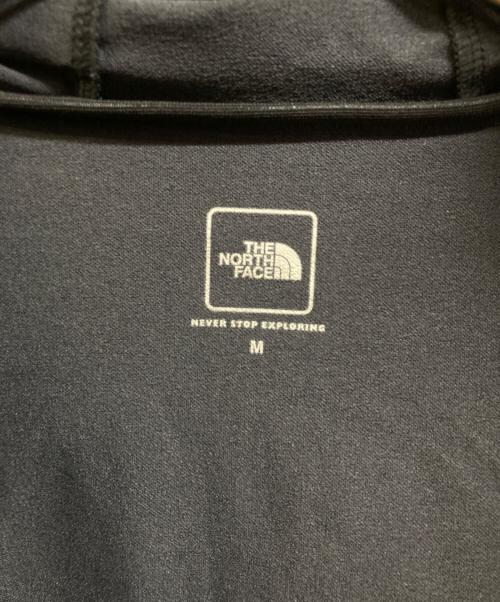 THE
NORTH
FACE
NEVER STOP EXPLORING
M